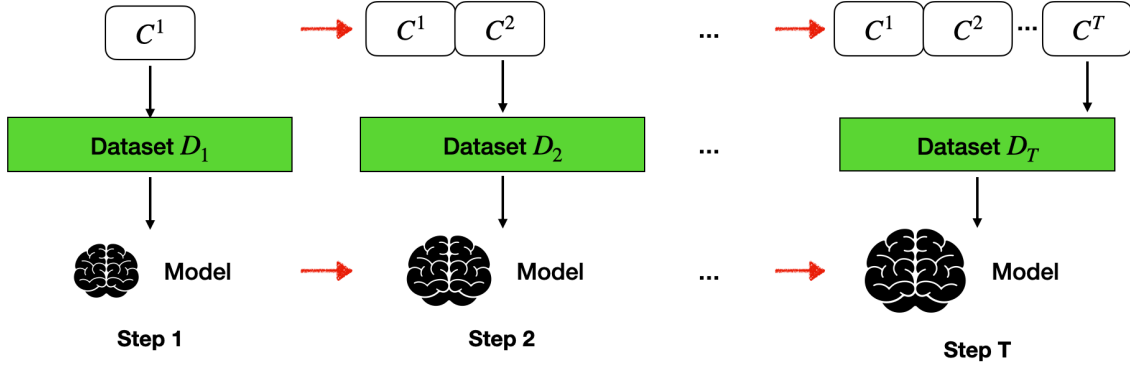 C¹ C¹ C² ... C¹ C² ... Cᵀ
Dataset D₁ Dataset D₂ ... Dataset D_T
Model Model ... Model
Step 1 Step 2 Step T